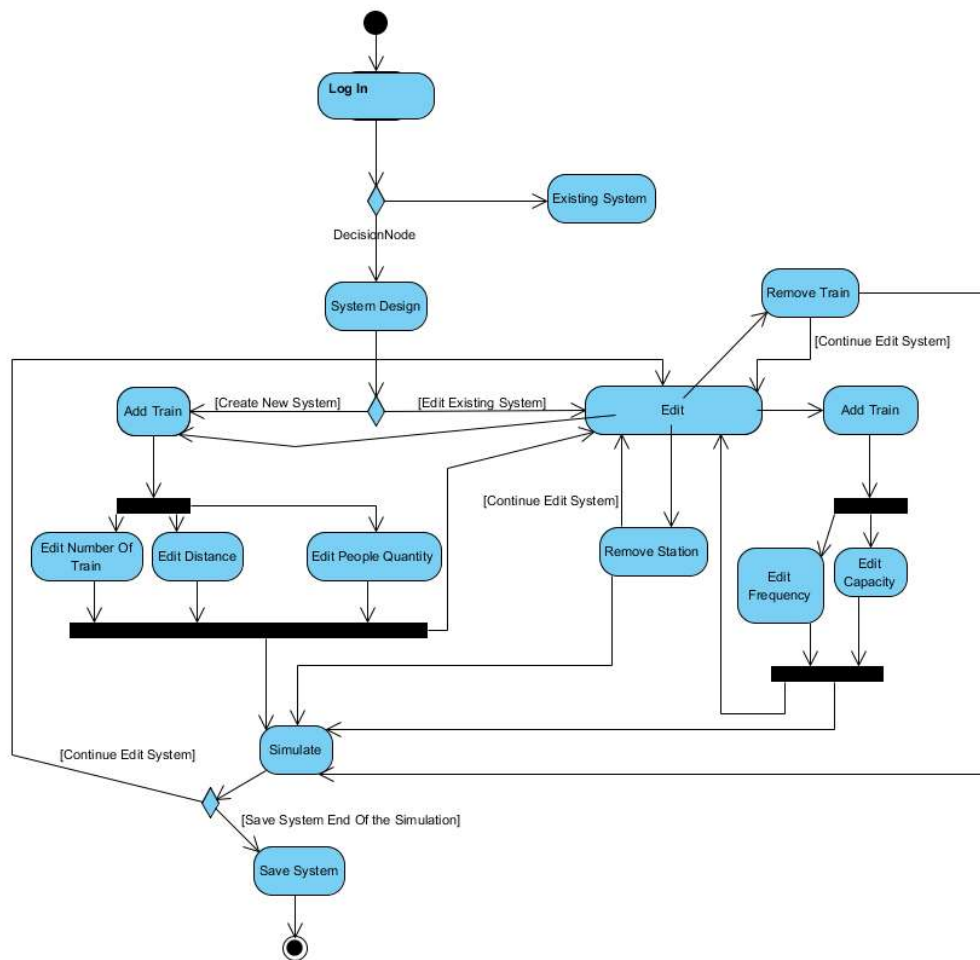 Log In
Existing System
DecisionNode
System Design
Remove Train
[Continue Edit System]
Add Train
[Create New System]
[Edit Existing System]
Edit
Add Train
[Continue Edit System]
Edit Number Of
Train
Edit Distance
Edit People Quantity
Remove Station
Edit
Frequency
Edit
Capacity
Simulate
[Continue Edit System]
[Save System End Of the Simulation]
Save System